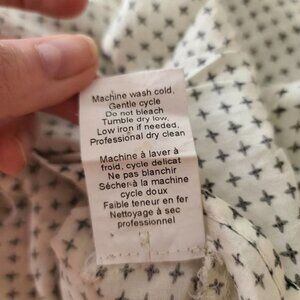 Machine wash cold,
Gentle cycle
Do not bleach
Tumble dry low,
Low iron if needed,
Professional dry clean
Machine à laver à
froid, cycle delicat
Ne pas blanchir
Sécher à la machine
cycle doux
Faible teneur en fer
Nettoyage à sec
professionnel